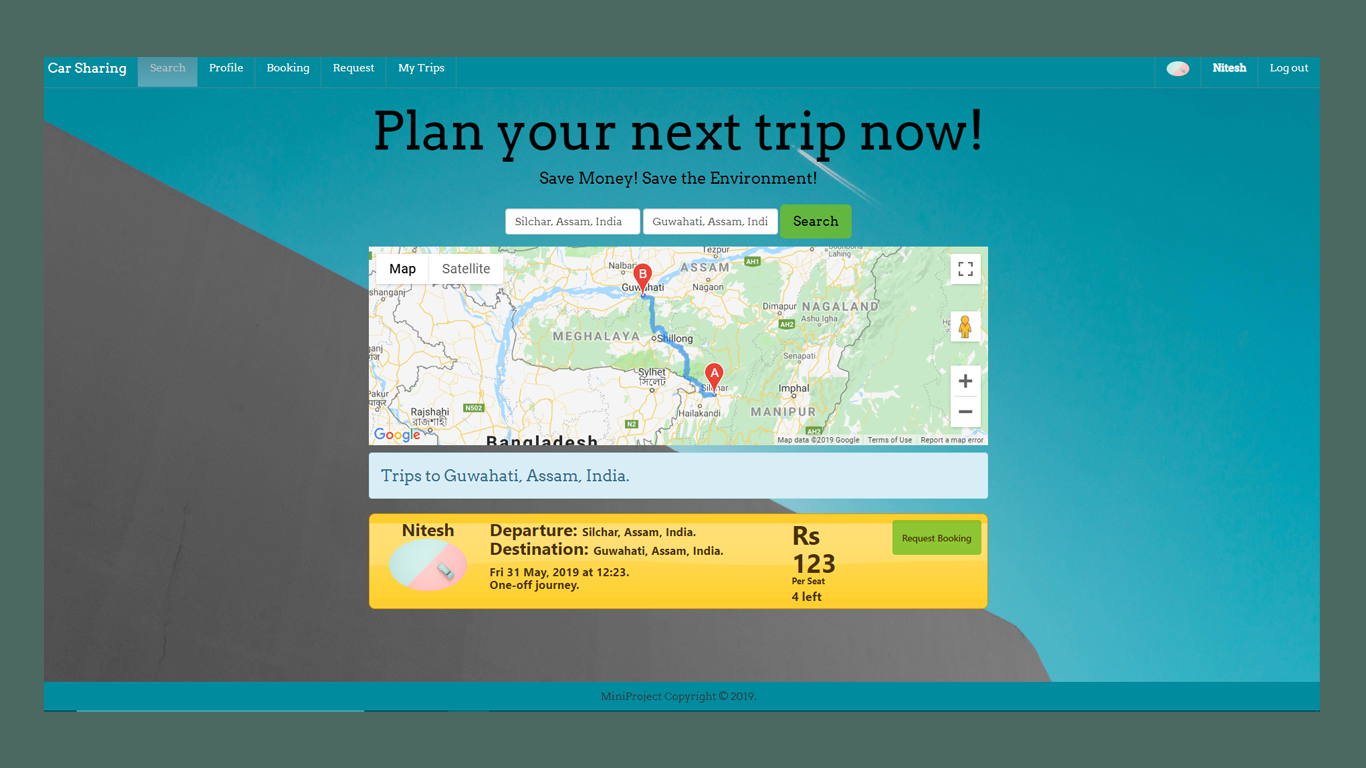 Car Sharing Search Profile Booking Request My Trips Nitesh Log out
Plan your next trip now!
Save Money! Save the Environment!
Silchar, Assam, India Guwahati, Assam, Indi Search
Map Satellite
Tezpur
Lahing
Nalbari
ASSAM
AH1
B
Guwahati
Nagaon
shanganj
Dimapur
NAGALAND
AH2
Ashu Igha
MEGHALAYA
Shillong
Senapati
Sylhet
সিলেট
A
Silchar
Imphal
Pakur
পাকুর
Rajshahi
রাজশাহী
N502
Hailakandi
MANIPUR
N2
AH2
Bangladesh
Google
Map data ©2019 Google Terms of Use Report a map error
Trips to Guwahati, Assam, India.
Nitesh
Departure: Silchar, Assam, India.
Destination: Guwahati, Assam, India.
Fri 31 May, 2019 at 12:23.
One-off journey.
Rs
123
Per Seat
4 left
Request Booking
MiniProject Copyright © 2019.